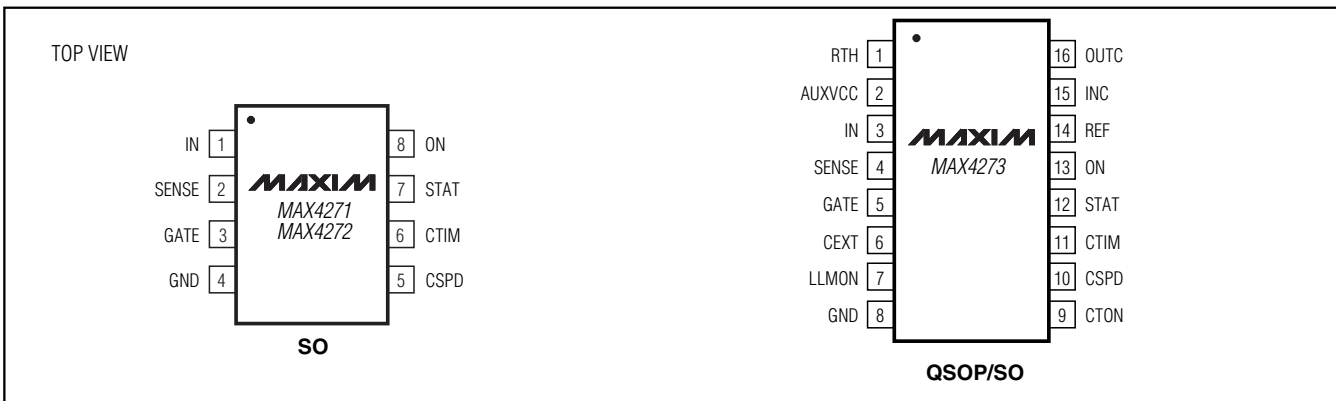 TOP VIEW
IN 1
SENSE 2
GATE 3
GND 4
8 ON
7 STAT
6 CTIM
5 CSPD
MAXIM
MAX4271
MAX4272
SO
RTH 1
AUXVCC 2
IN 3
SENSE 4
GATE 5
CEXT 6
LLMON 7
GND 8
16 OUTC
15 INC
14 REF
13 ON
12 STAT
11 CTIM
10 CSPD
9 CTON
MAXIM
MAX4273
QSOP/SO